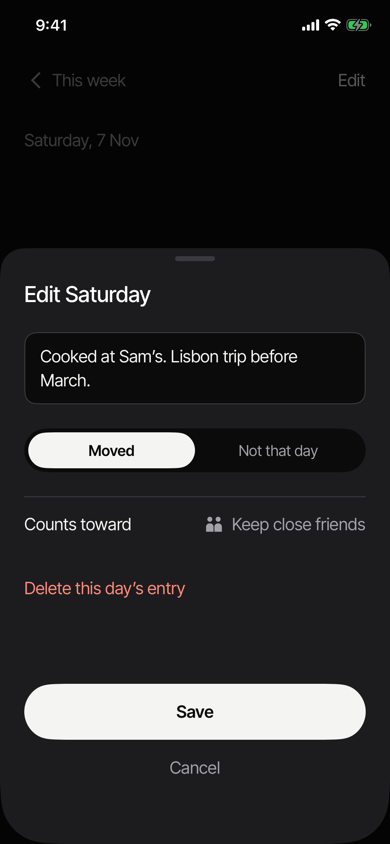 9:41
This week
Edit
Saturday, 7 Nov
Edit Saturday
Cooked at Sam’s. Lisbon trip before
March.
Moved
Not that day
Counts toward
Keep close friends
Delete this day’s entry
Save
Cancel